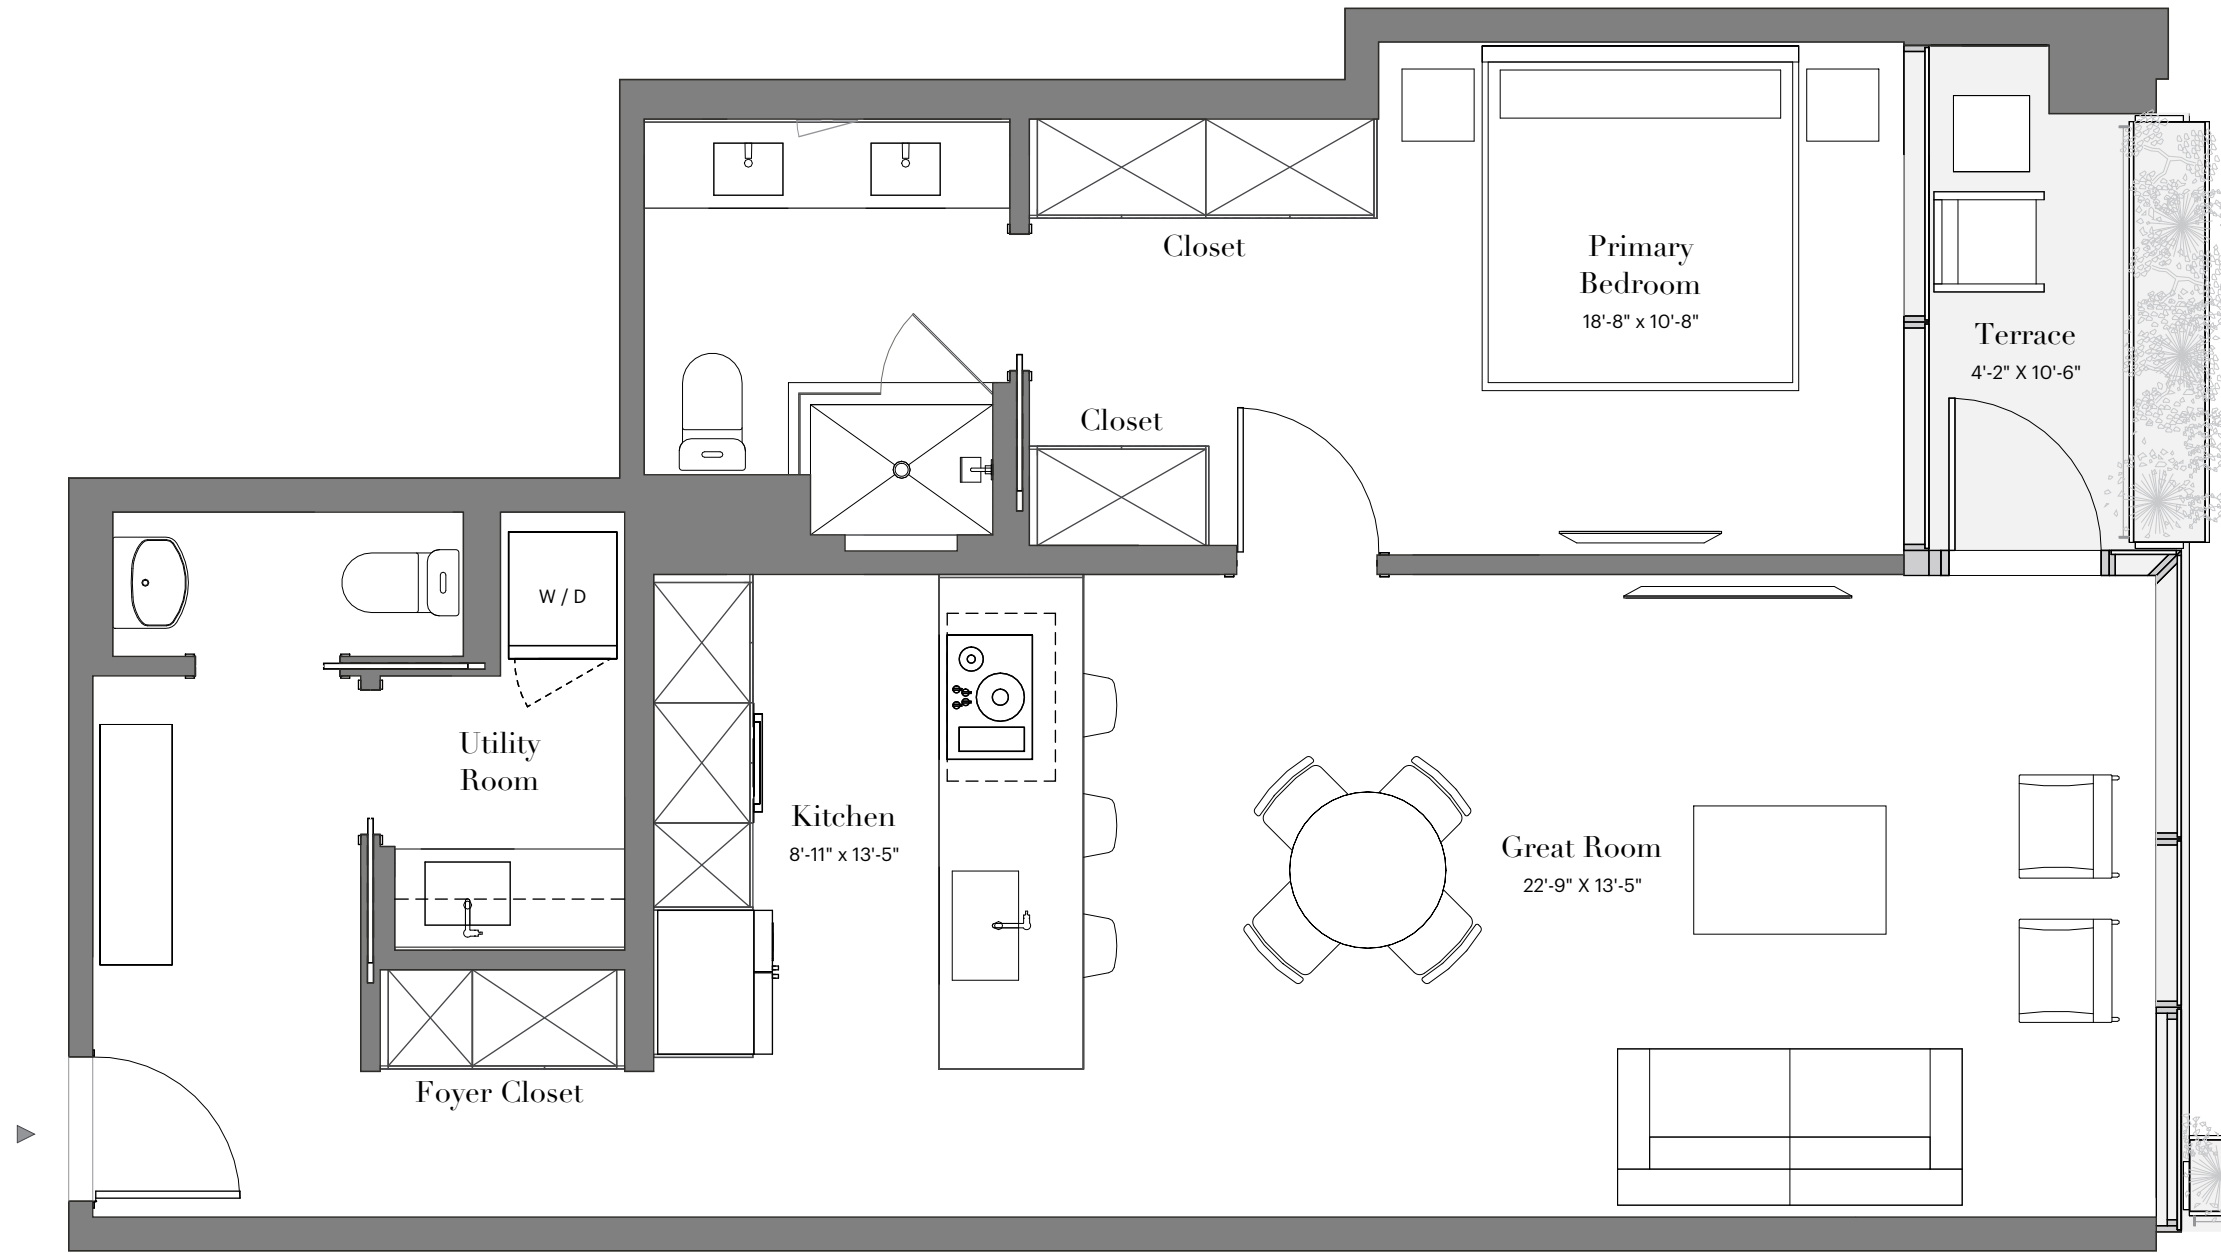 Closet
Primary
Bedroom
18'-8" x 10'-8"
Terrace
4'-2" X 10'-6"
Closet
W / D
Utility
Room
Kitchen
8'-11" x 13'-5"
Great Room
22'-9" X 13'-5"
Foyer Closet